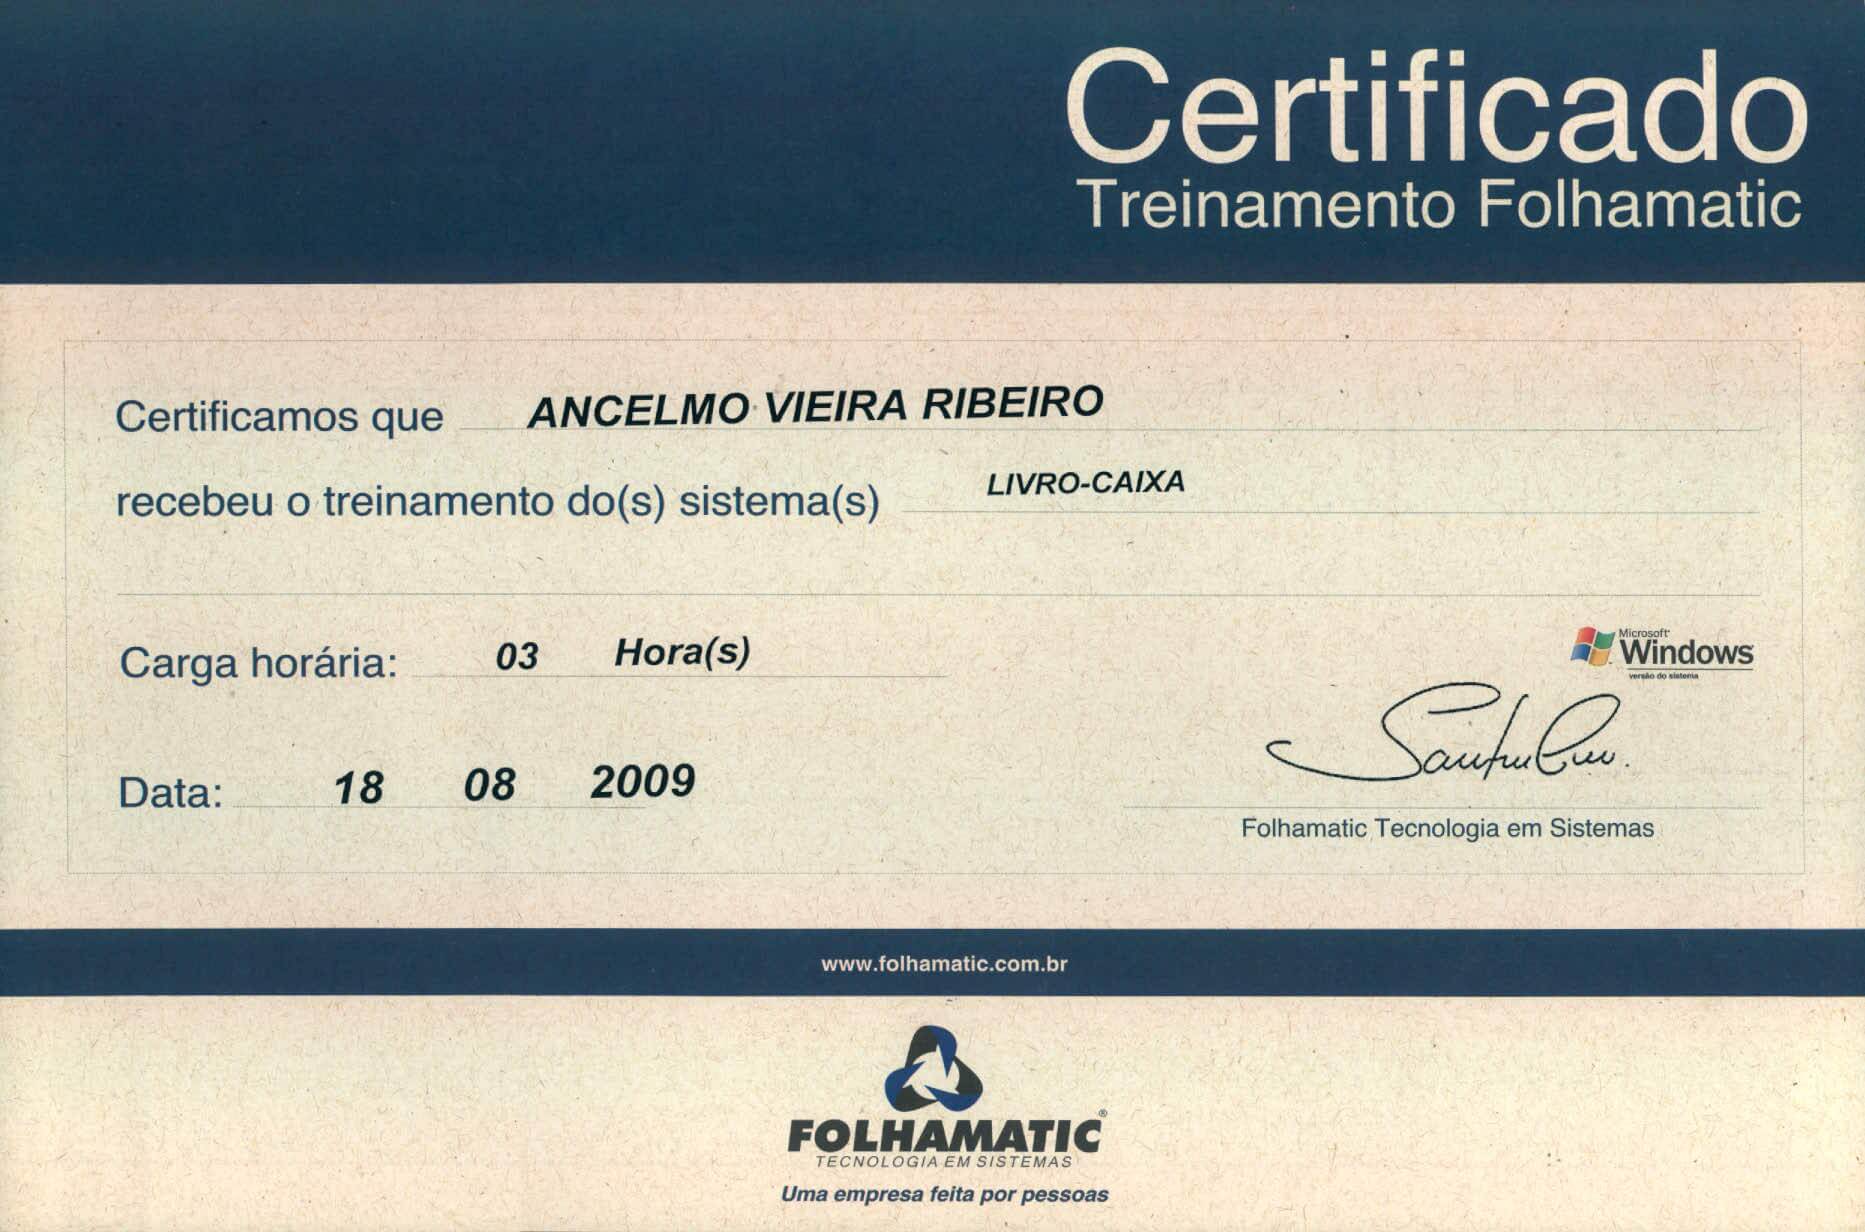 Certificado
Treinamento Folhamatic
Certificamos que ANCELMO VIEIRA RIBEIRO
recebeu o treinamento do(s) sistema(s) LIVRO-CAIXA
Carga horária: 03 Hora(s)
Microsoft®
Windows
versão do sistema
Data: 18 08 2009
Folhamatic Tecnologia em Sistemas
www.folhamatic.com.br
FOLHAMATIC®
TECNOLOGIA EM SISTEMAS
Uma empresa feita por pessoas